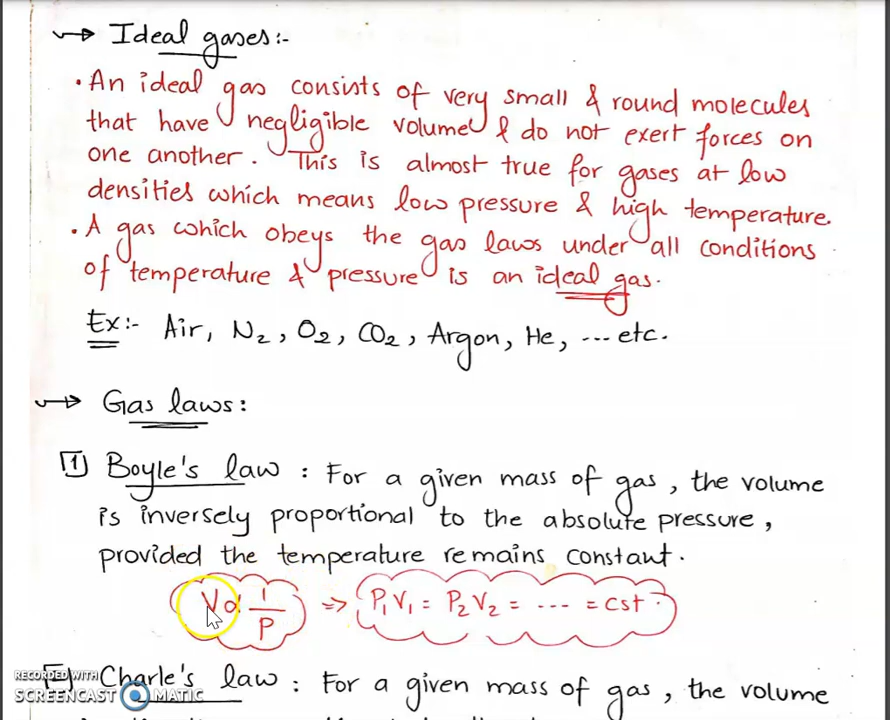 Ideal gases:-
• An ideal gas consists of very small & round molecules
that have negligible volume & do not exert forces on
one another. This is almost true for gases at low
densities which means low pressure & high temperature.
• A gas which obeys the gas laws under all conditions
of temperature & pressure is an ideal gas.
Ex:- Air, N₂, O₂, CO₂, Argon, He, ... etc.
Gas laws:
1 Boyle's law : For a given mass of gas, the volume
is inversely proportional to the absolute pressure,
provided the temperature remains constant.
V α 1/P ⇒ P₁V₁ = P₂V₂ = ---- = cst.
Charle's law : For a given mass of gas, the volume
RECORDED WITH
SCREENCAST MATIC